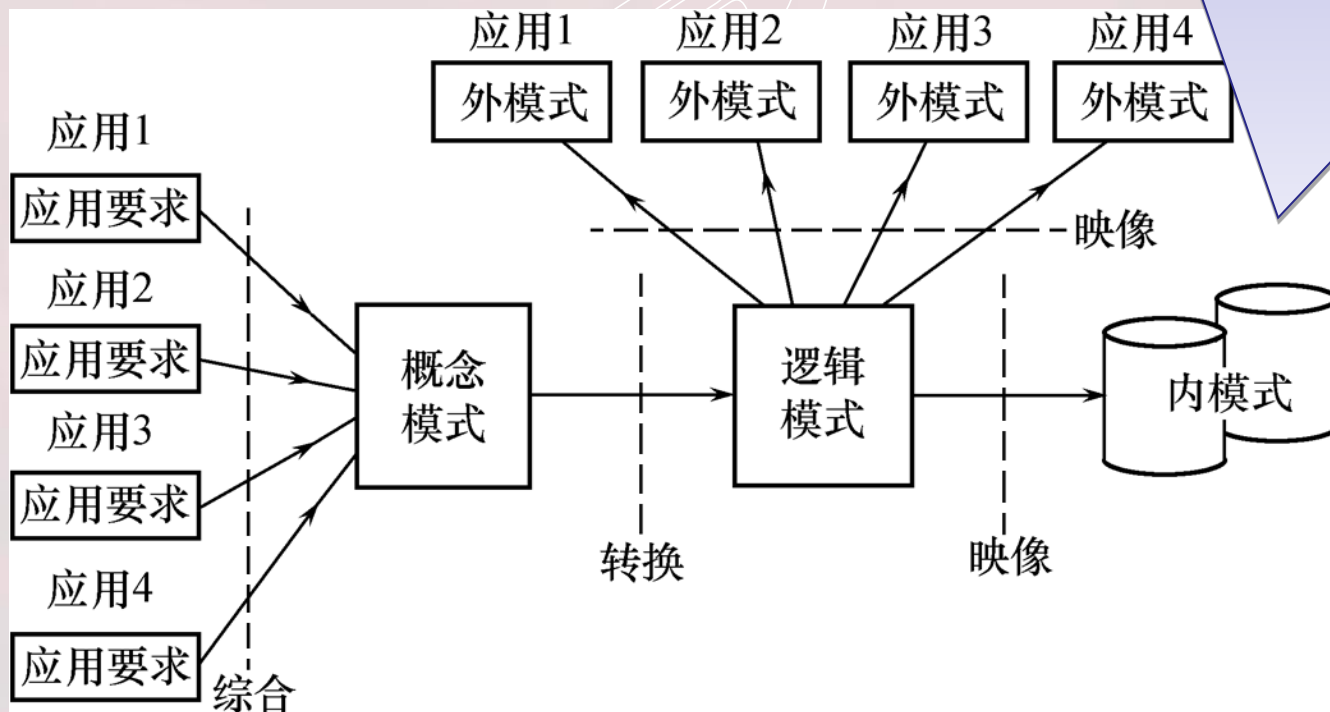 应用1
应用2
应用3
应用4
外模式
外模式
外模式
外模式
映像
应用1
应用要求
应用2
应用要求
应用3
应用要求
应用4
应用要求
综合
概念
模式
转换
逻辑
模式
映像
内模式